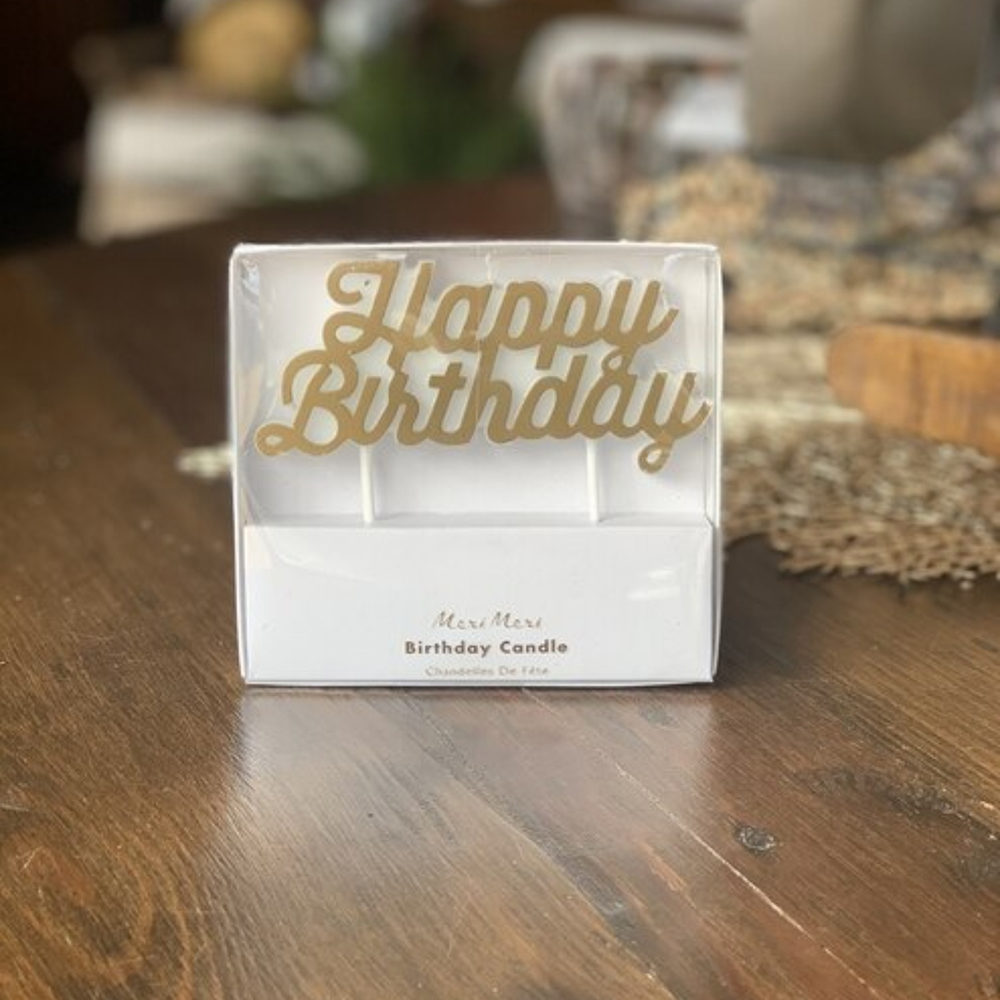 Happy
Birthday
Meri Meri
Birthday Candle
Chandelles De Fête